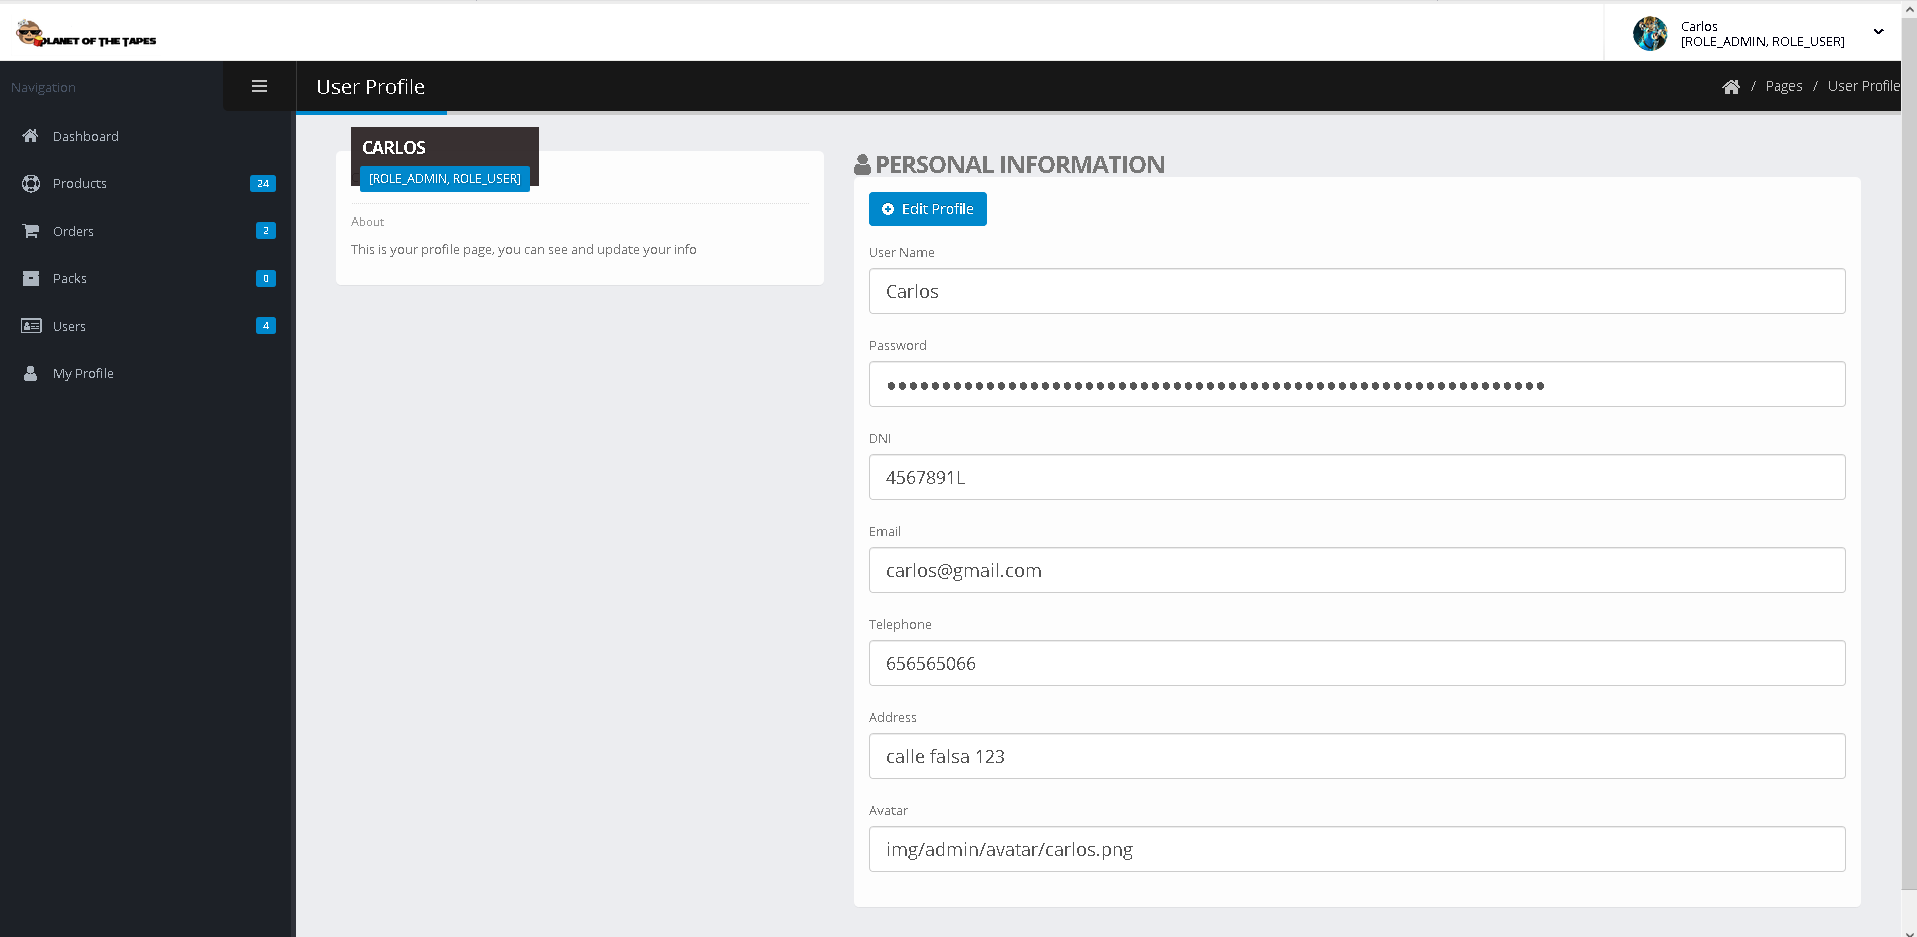 PLANET OF THE TAPES
Carlos
[ROLE_ADMIN, ROLE_USER]
Navigation
User Profile
/ Pages / User Profile
Dashboard
Products 24
Orders 2
Packs 0
Users 4
My Profile
CARLOS
[ROLE_ADMIN, ROLE_USER]
About
This is your profile page, you can see and update your info
PERSONAL INFORMATION
Edit Profile
User Name
Carlos
Password
DNI
4567891L
Email
carlos@gmail.com
Telephone
656565066
Address
calle falsa 123
Avatar
img/admin/avatar/carlos.png